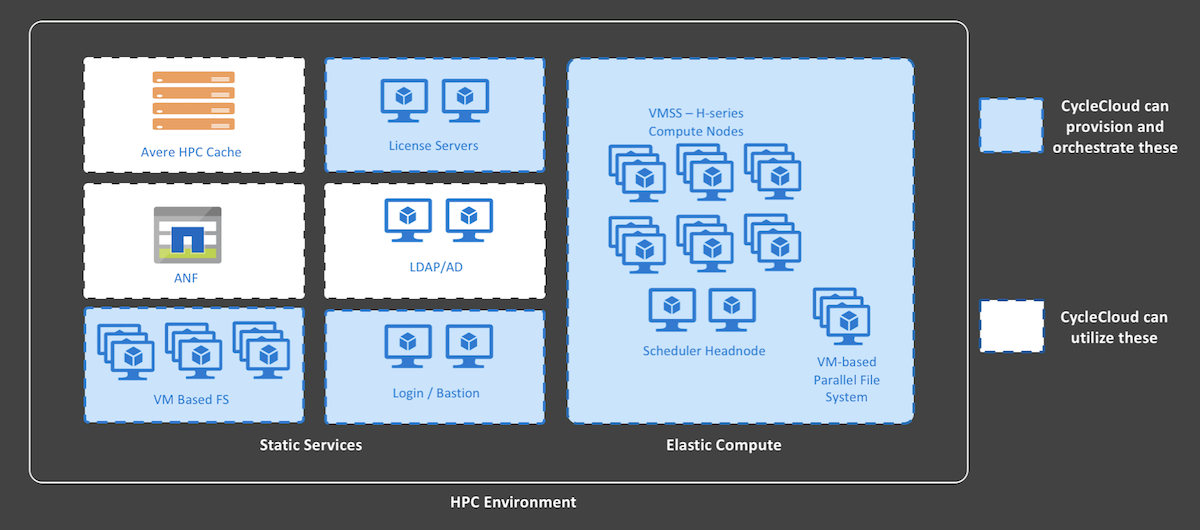 Avere HPC Cache
License Servers
ANF
LDAP/AD
VM Based FS
Login / Bastion
Static Services
VMSS – H-series
Compute Nodes
Scheduler Headnode
VM-based
Parallel File
System
Elastic Compute
HPC Environment
CycleCloud can
provision and
orchestrate these
CycleCloud can
utilize these